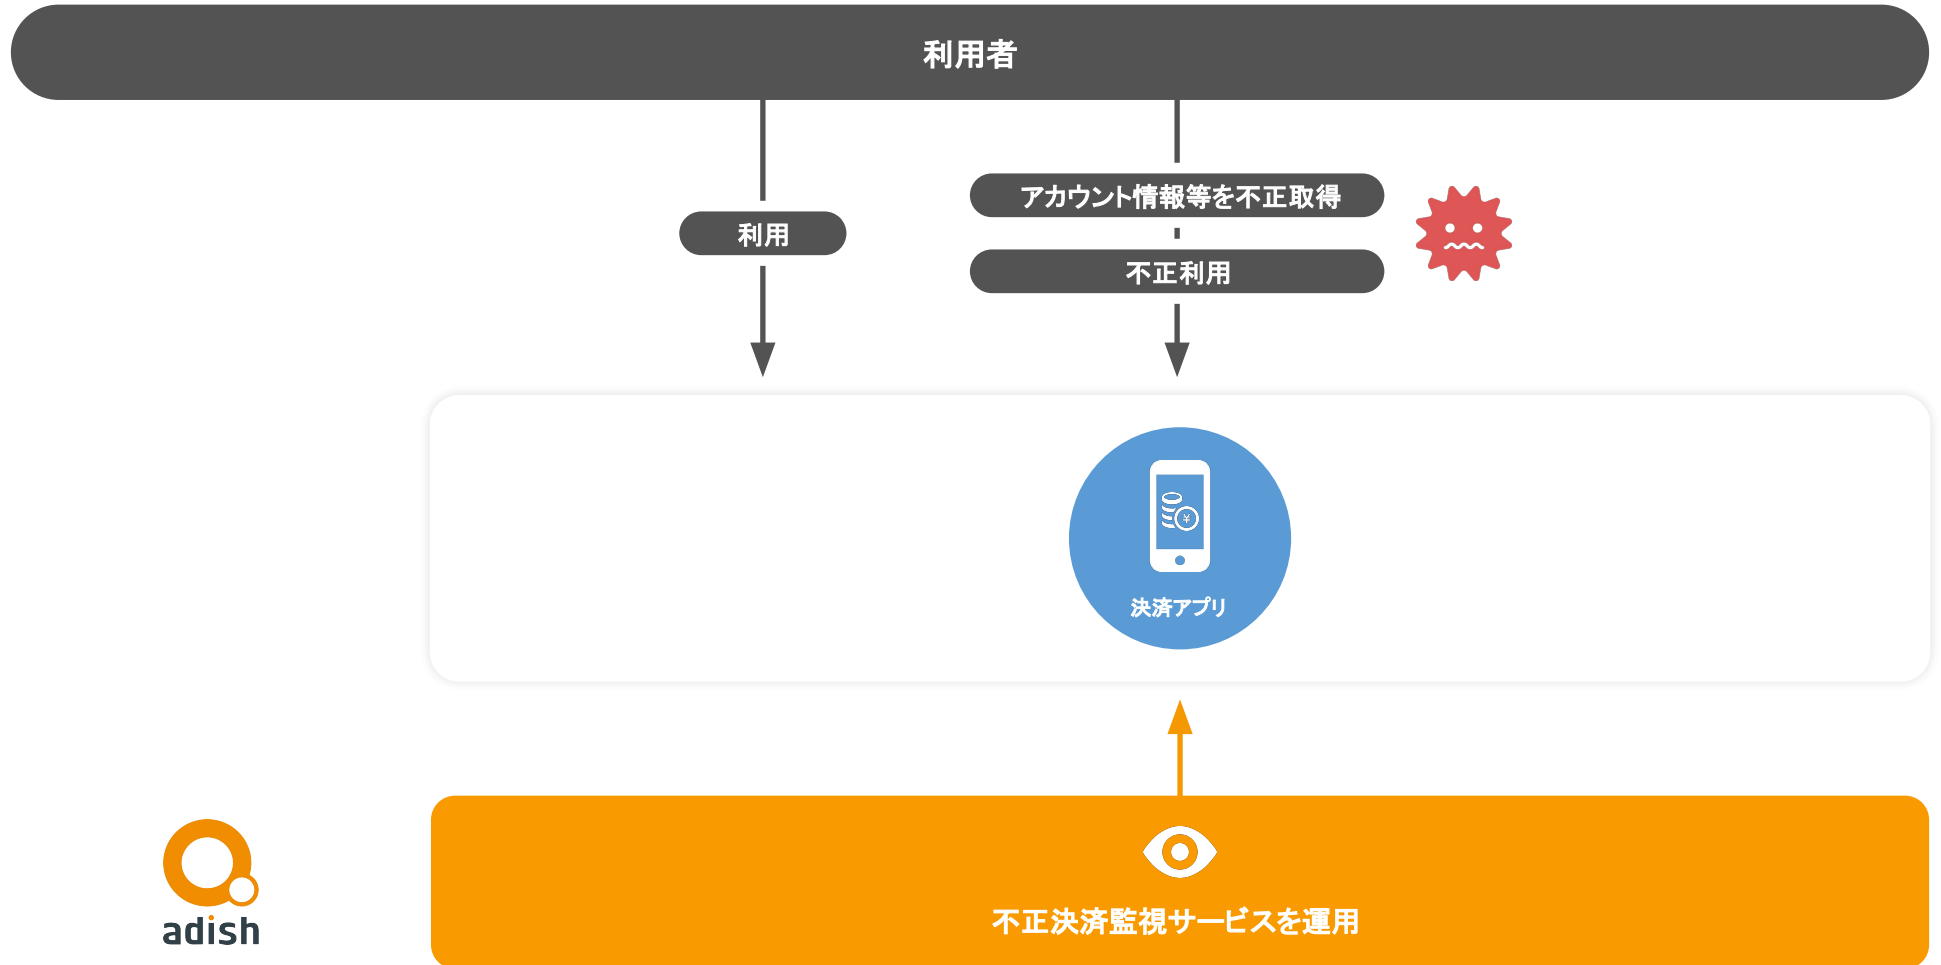 利用者
利用
アカウント情報等を不正取得
不正利用
¥
決済アプリ
adish
不正決済監視サービスを運用